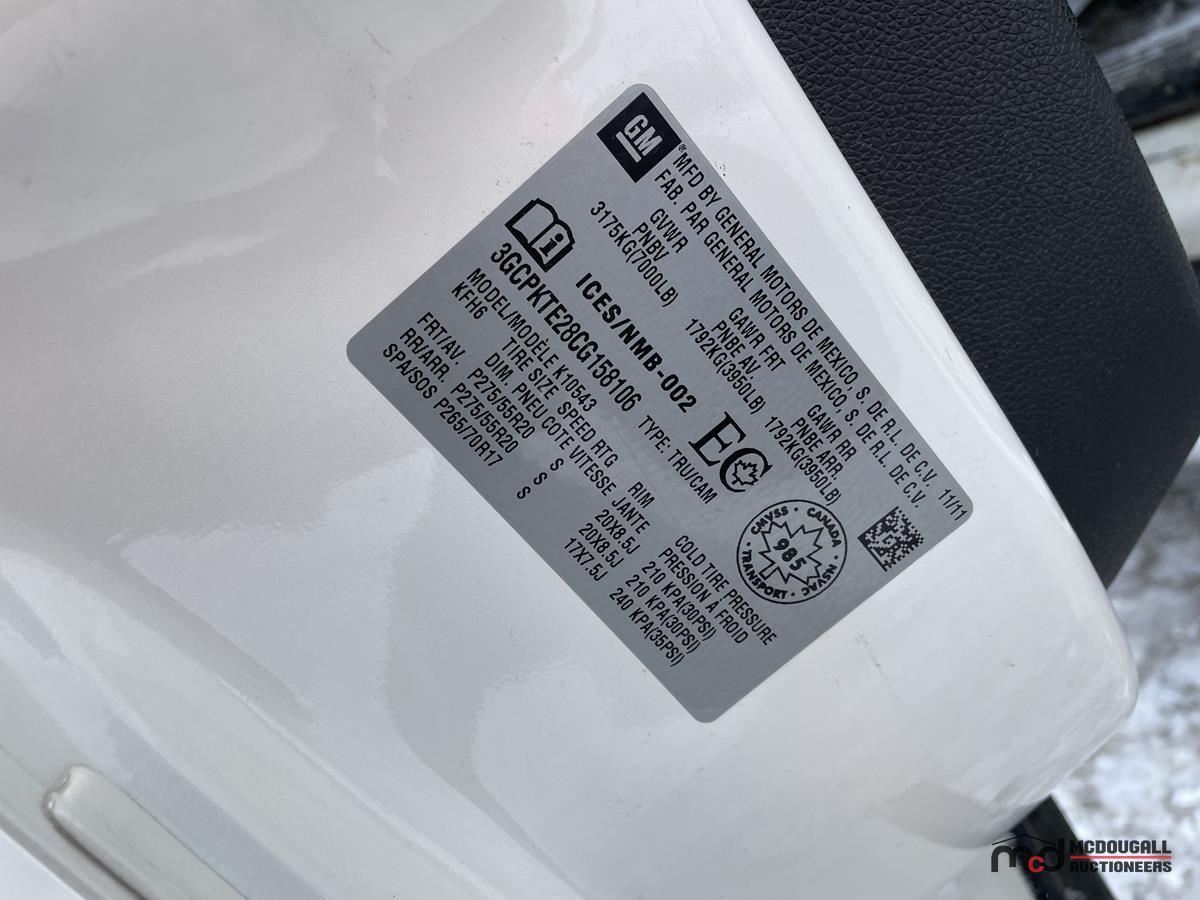 GM
® MFD BY GENERAL MOTORS DE MEXICO, S. DE R.L. DE C.V. 11/11
FAB. PAR GENERAL MOTORS DE MEXICO, S. DE R.L. DE C.V.
GVWR GAWR FRT GAWR RR
PNBV PNBE AV. PNBE ARR.
3175KG(7000LB) 1792KG(3950LB) 1792KG(3950LB)
i ICES/NMB-002 EC
CANADA · NSVAC · TRANSPORT · CMVSS ·
985
3GCPKTE28CG158106 TYPE: TRU/CAM
MODEL/MODÈLE K10543
KFH6
TIRE SIZE SPEED RTG RIM COLD TIRE PRESSURE
DIM. PNEU COTE VITESSE JANTE PRESSION À FROID
FRT/AV. P275/55R20 S 20X8.5J 210 KPA(30PSI)
RR/ARR. P275/55R20 S 20X8.5J 210 KPA(30PSI)
SPA/SOS P265/70R17 S 17X7.5J 240 KPA(35PSI)
mcd MCDOUGALL
AUCTIONEERS